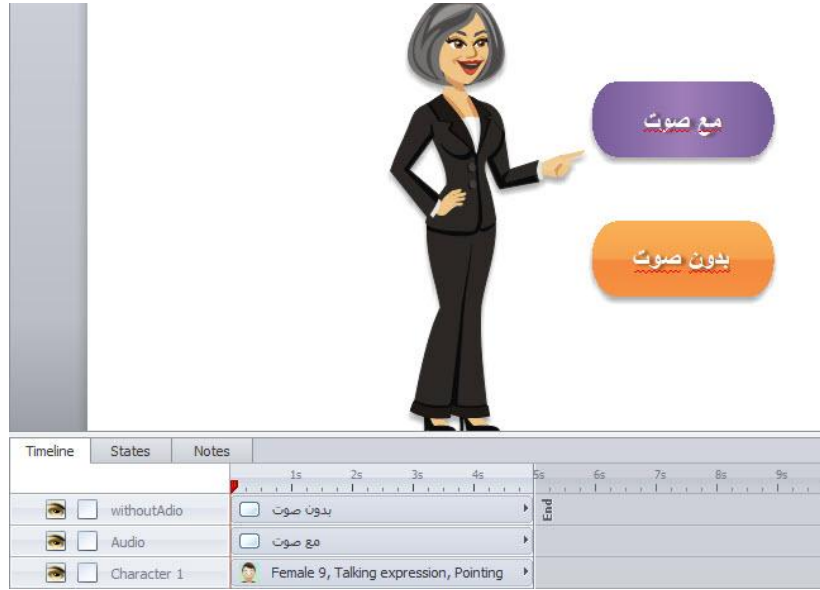 مع صوت
بدون صوت
Timeline States Notes
1s 2s 3s 4s 5s 6s 7s 8s 9s
withoutAdio بدون صوت End
Audio مع صوت
Character 1 Female 9, Talking expression, Pointing